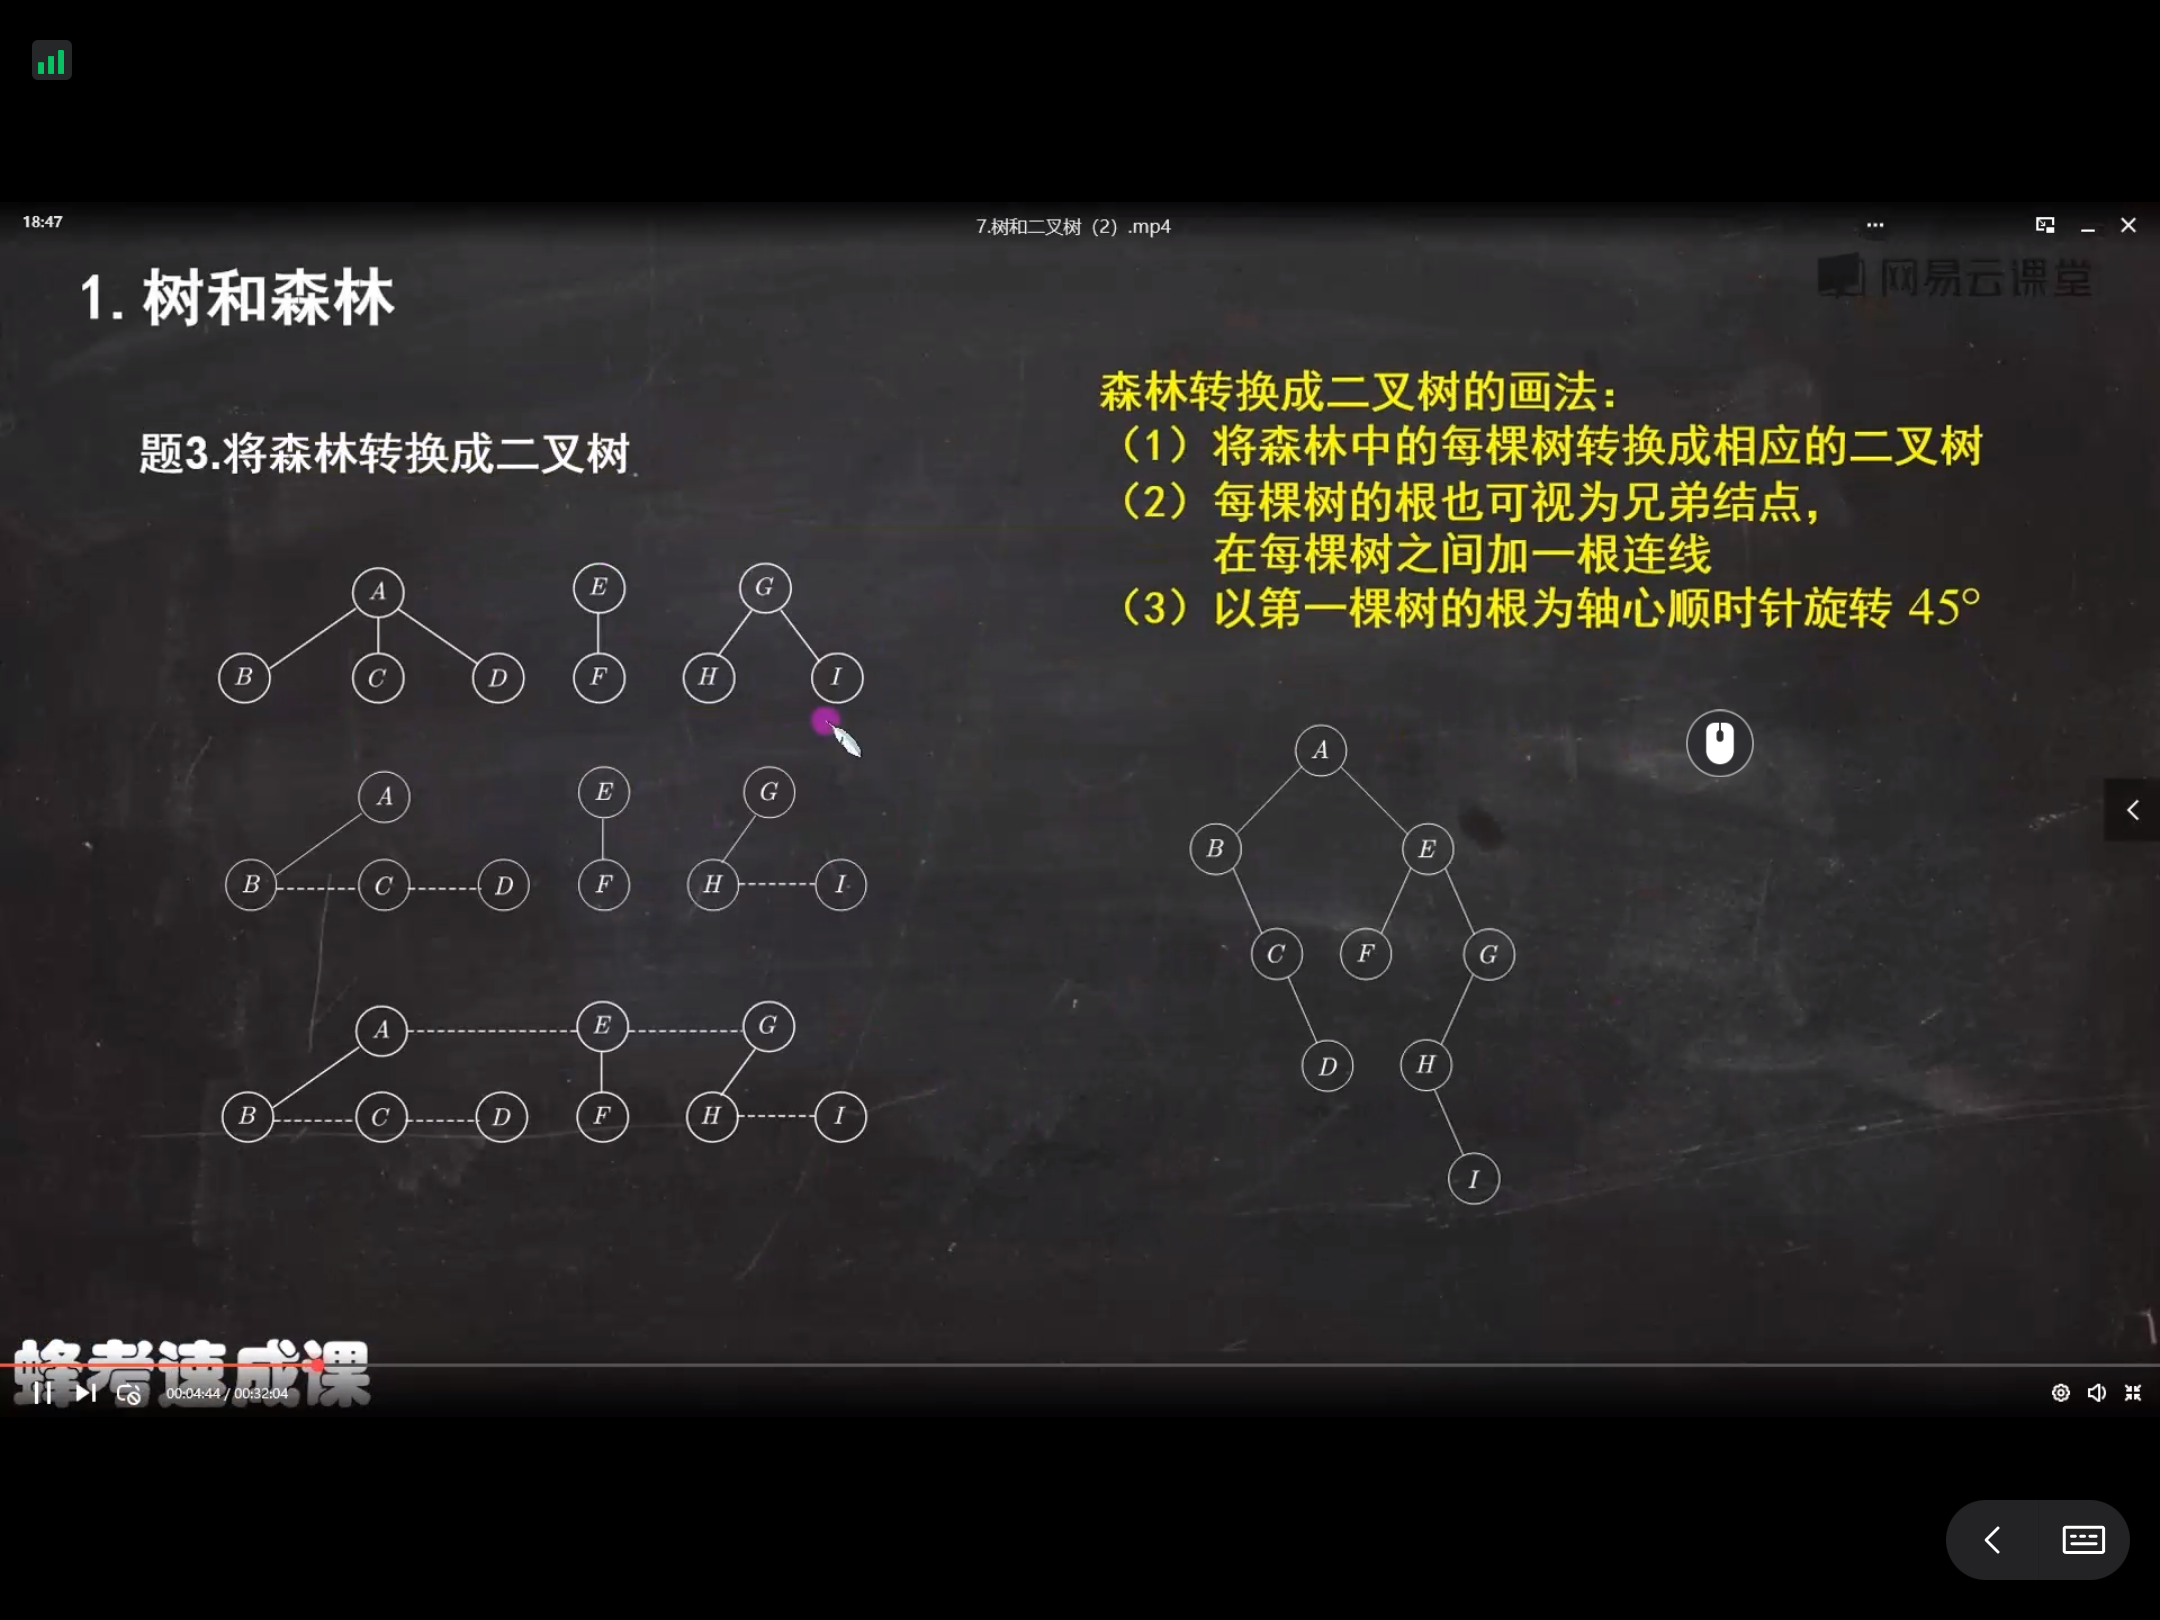 18:47
7.树和二叉树（2）.mp4
网易云课堂
1. 树和森林
题3.将森林转换成二叉树
森林转换成二叉树的画法：
（1）将森林中的每棵树转换成相应的二叉树
（2）每棵树的根也可视为兄弟结点，
在每棵树之间加一根连线
（3）以第一棵树的根为轴心顺时针旋转 45°
A E G
B C D F H I
A E G
B C D F H I
A E G
B C D F H I
A
B E
C F G
D H
I
蜂考速成课
00:04:44 / 00:32:04